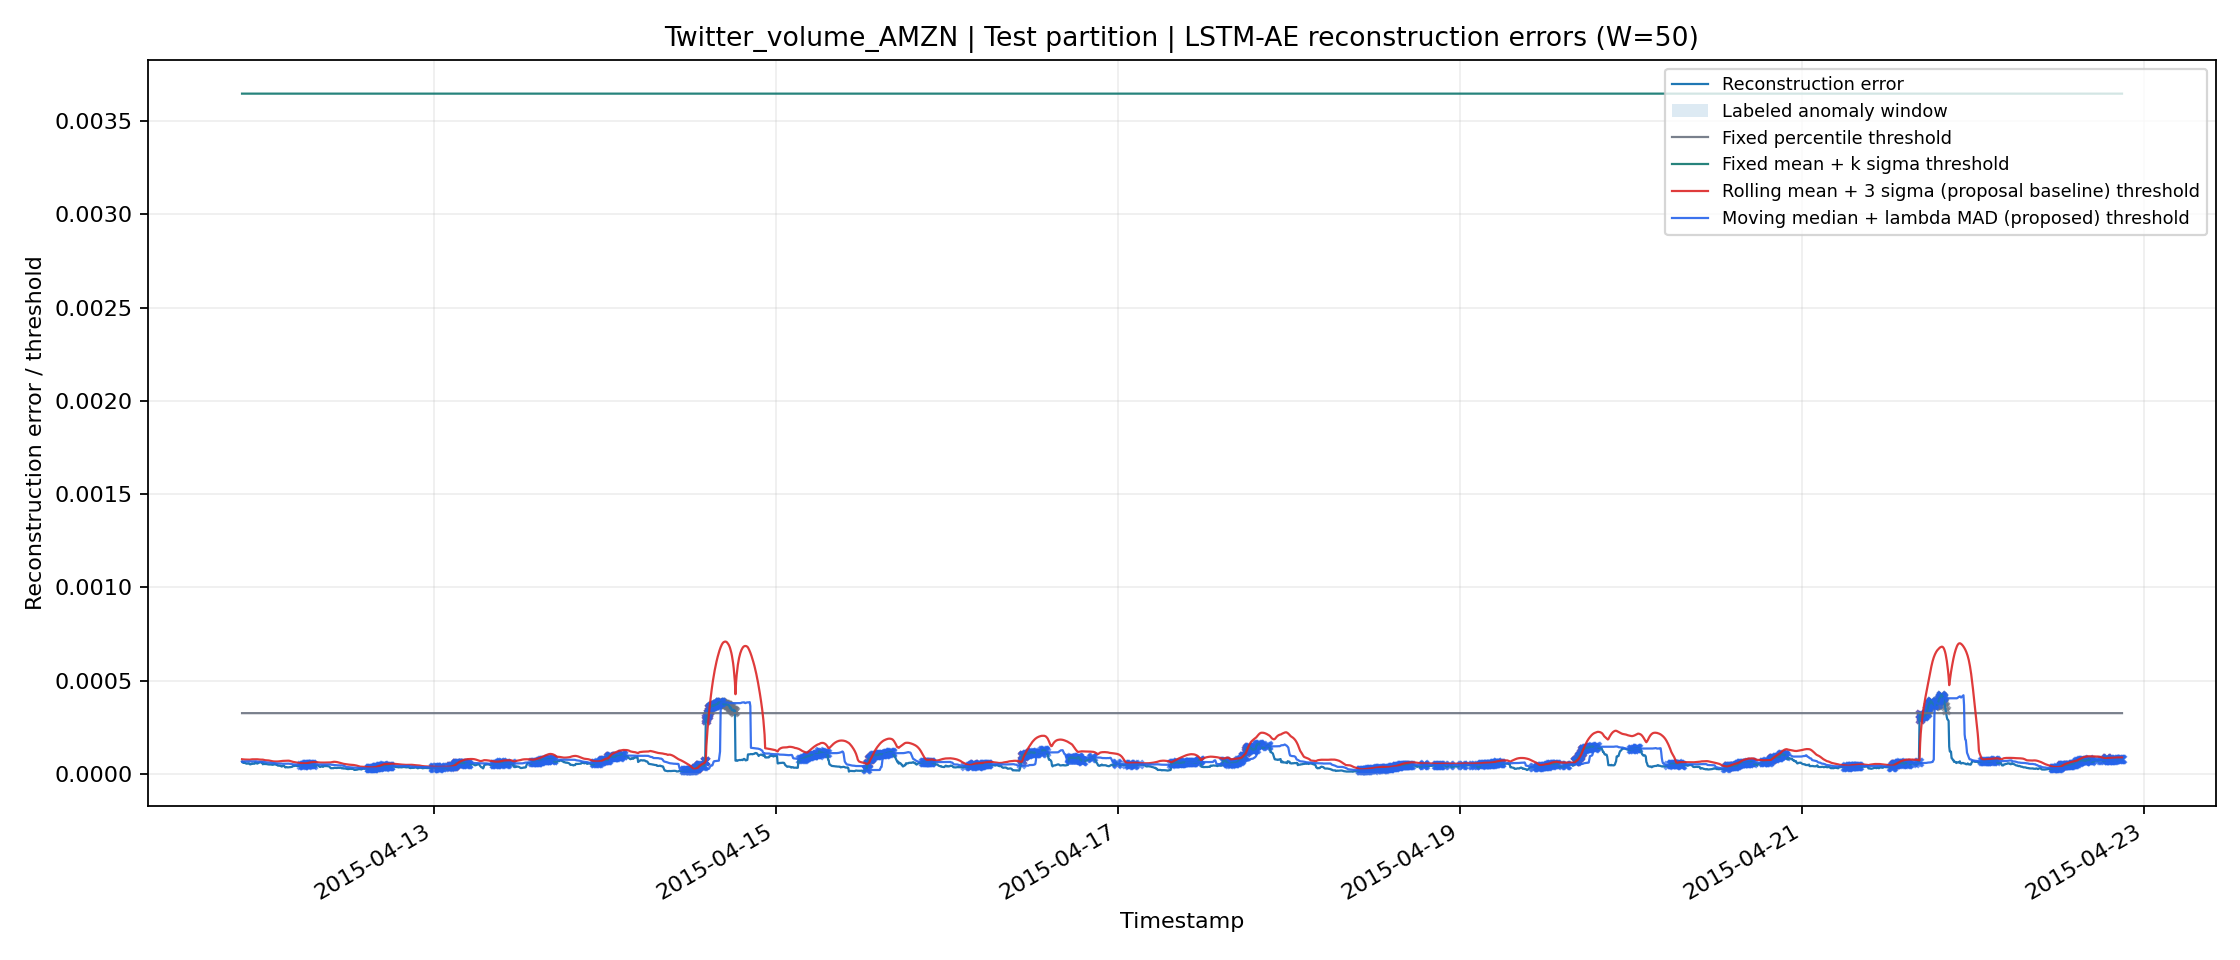 Twitter_volume_AMZN | Test partition | LSTM-AE reconstruction errors (W=50)
Reconstruction error
Labeled anomaly window
Fixed percentile threshold
Fixed mean + k sigma threshold
Rolling mean + 3 sigma (proposal baseline) threshold
Moving median + lambda MAD (proposed) threshold
Reconstruction error / threshold
0.0035
0.0030
0.0025
0.0020
0.0015
0.0010
0.0005
0.0000
2015-04-13
2015-04-15
2015-04-17
2015-04-19
2015-04-21
2015-04-23
Timestamp